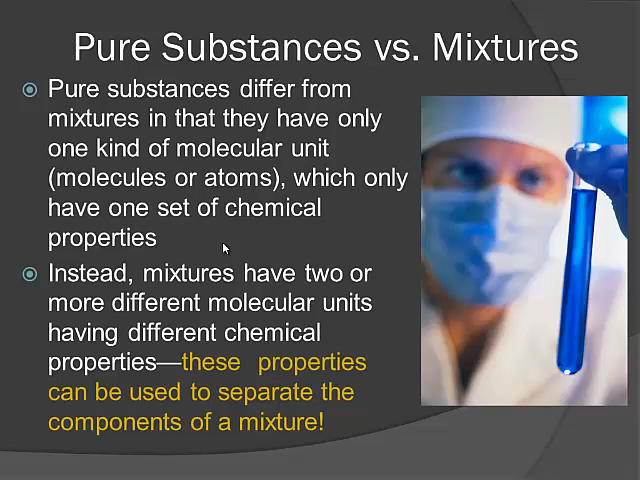 Pure Substances vs. Mixtures
Pure substances differ from
mixtures in that they have only
one kind of molecular unit
(molecules or atoms), which only
have one set of chemical
properties
Instead, mixtures have two or
more different molecular units
having different chemical
properties—these properties
can be used to separate the
components of a mixture!